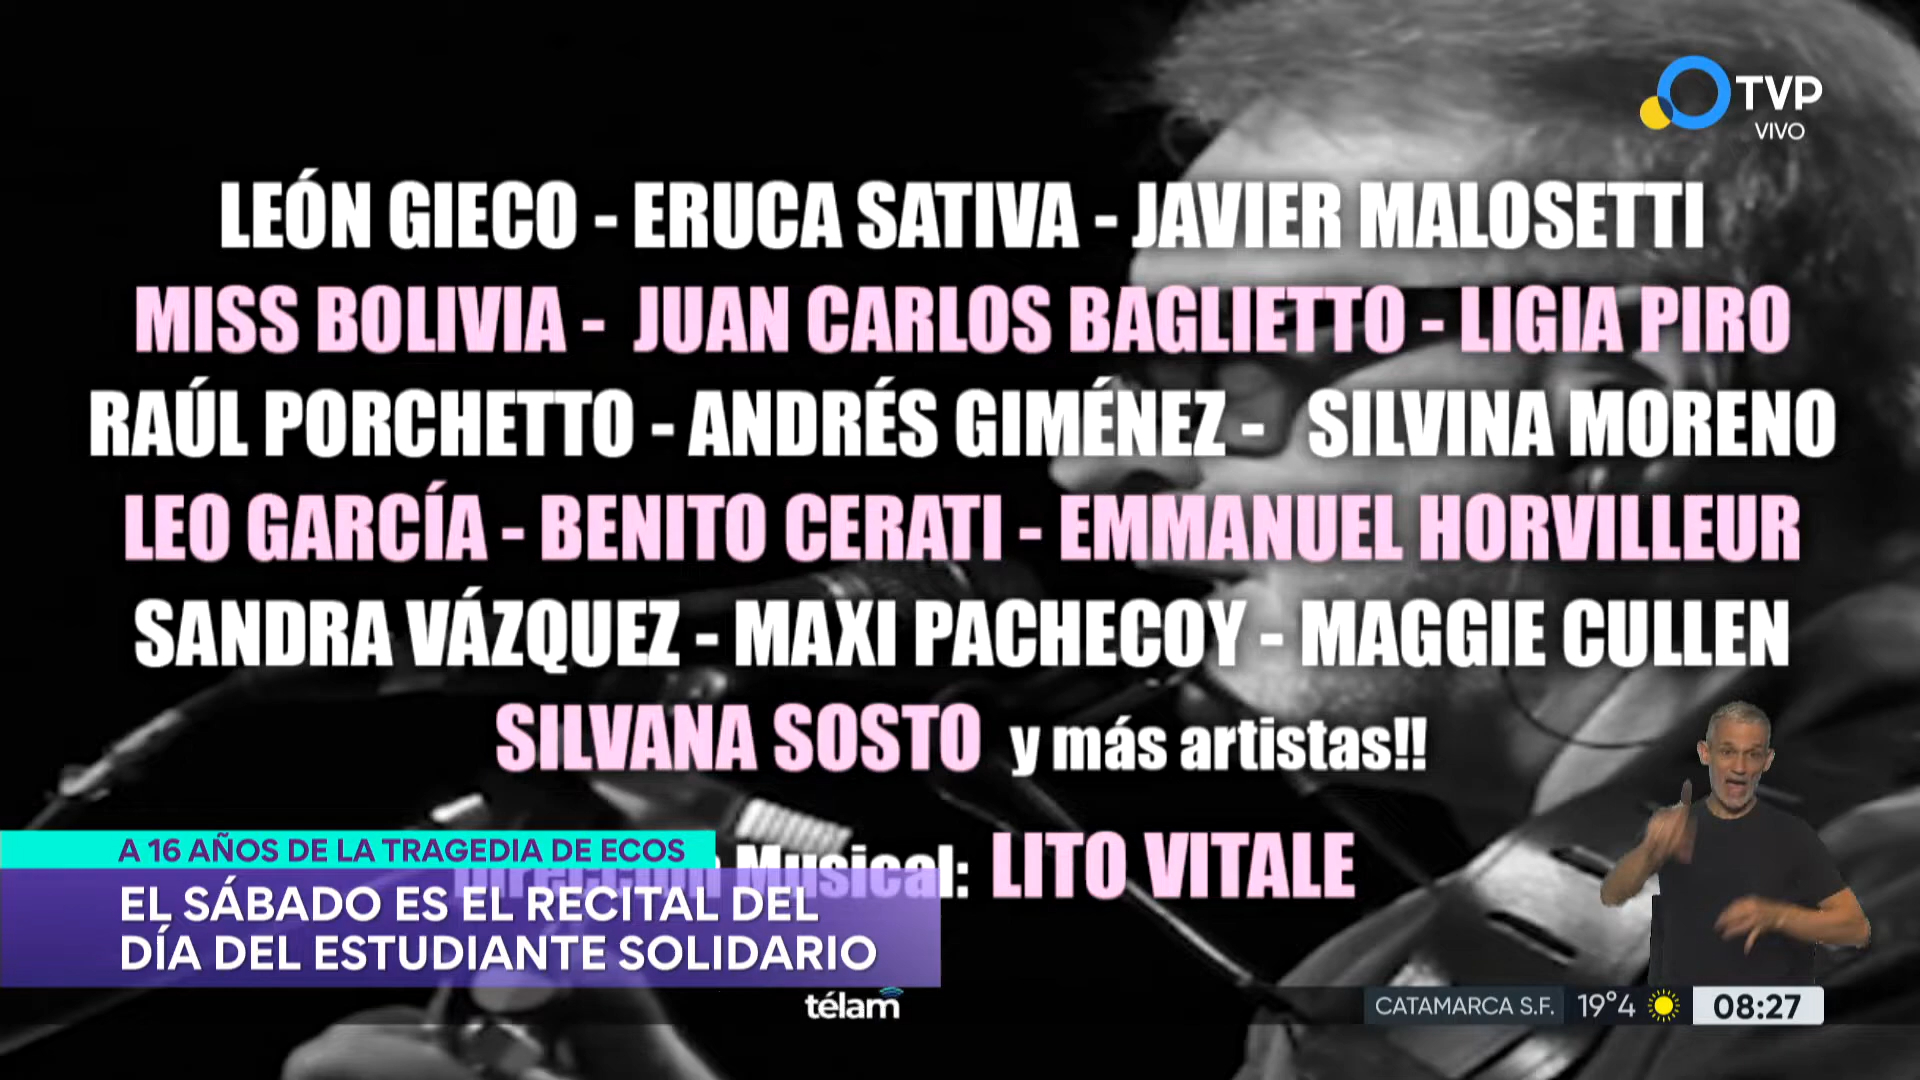 TVP
VIVO
LEÓN GIECO - ERUCA SATIVA - JAVIER MALOSETTI
MISS BOLIVIA - JUAN CARLOS BAGLIETTO - LIGIA PIRO
RAÚL PORCHETTO - ANDRÉS GIMÉNEZ - SILVINA MORENO
LEO GARCÍA - BENITO CERATI - EMMANUEL HORVILLEUR
SANDRA VÁZQUEZ - MAXI PACHECOY - MAGGIE CULLEN
SILVANA SOSTO y más artistas!!
Dirección Musical: LITO VITALE
A 16 AÑOS DE LA TRAGEDIA DE ECOS
EL SÁBADO ES EL RECITAL DEL
DÍA DEL ESTUDIANTE SOLIDARIO
télam
CATAMARCA S.F. 19°4 08:27